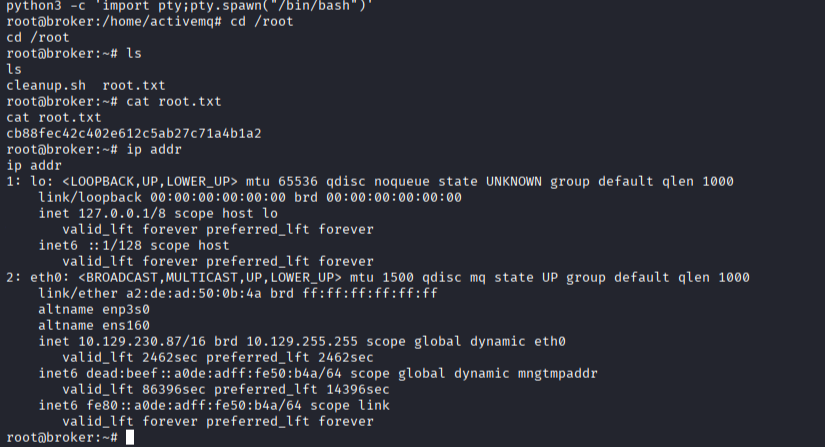 python3 -c 'import pty;pty.spawn("/bin/bash")'
root@broker:/home/activemq# cd /root
cd /root
root@broker:~# ls
ls
cleanup.sh  root.txt
root@broker:~# cat root.txt
cat root.txt
cb88fec42c402e612c5ab27c71a4b1a2
root@broker:~# ip addr
ip addr
1: lo: <LOOPBACK,UP,LOWER_UP> mtu 65536 qdisc noqueue state UNKNOWN group default qlen 1000
    link/loopback 00:00:00:00:00:00 brd 00:00:00:00:00:00
    inet 127.0.0.1/8 scope host lo
       valid_lft forever preferred_lft forever
    inet6 ::1/128 scope host
       valid_lft forever preferred_lft forever
2: eth0: <BROADCAST,MULTICAST,UP,LOWER_UP> mtu 1500 qdisc mq state UP group default qlen 1000
    link/ether a2:de:ad:50:0b:4a brd ff:ff:ff:ff:ff:ff
    altname enp3s0
    altname ens160
    inet 10.129.230.87/16 brd 10.129.255.255 scope global dynamic eth0
       valid_lft 2462sec preferred_lft 2462sec
    inet6 dead:beef::a0de:adff:fe50:b4a/64 scope global dynamic mngtmpaddr
       valid_lft 86396sec preferred_lft 14396sec
    inet6 fe80::a0de:adff:fe50:b4a/64 scope link
       valid_lft forever preferred_lft forever
root@broker:~#